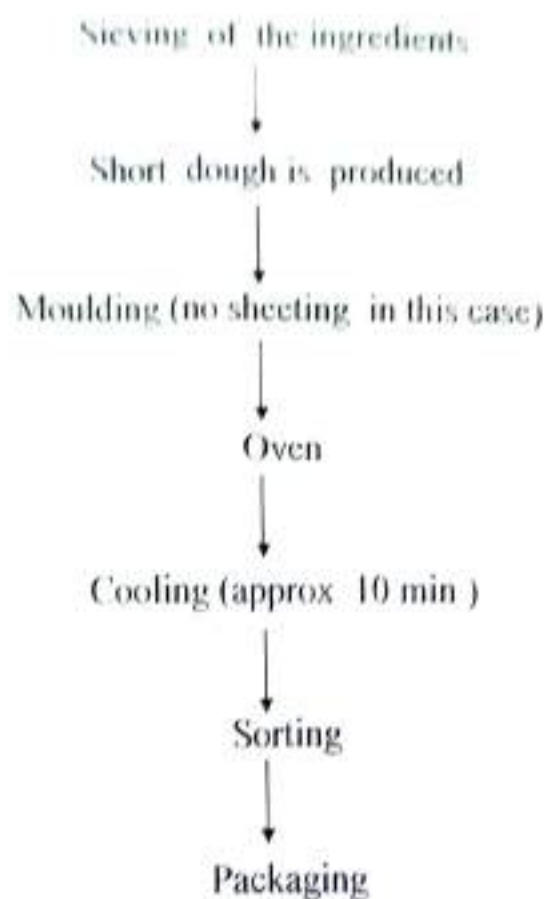 Sieving of the ingredients
Short dough is produced
Moulding (no sheeting in this case)
Oven
Cooling (approx 10 min )
Sorting
Packaging